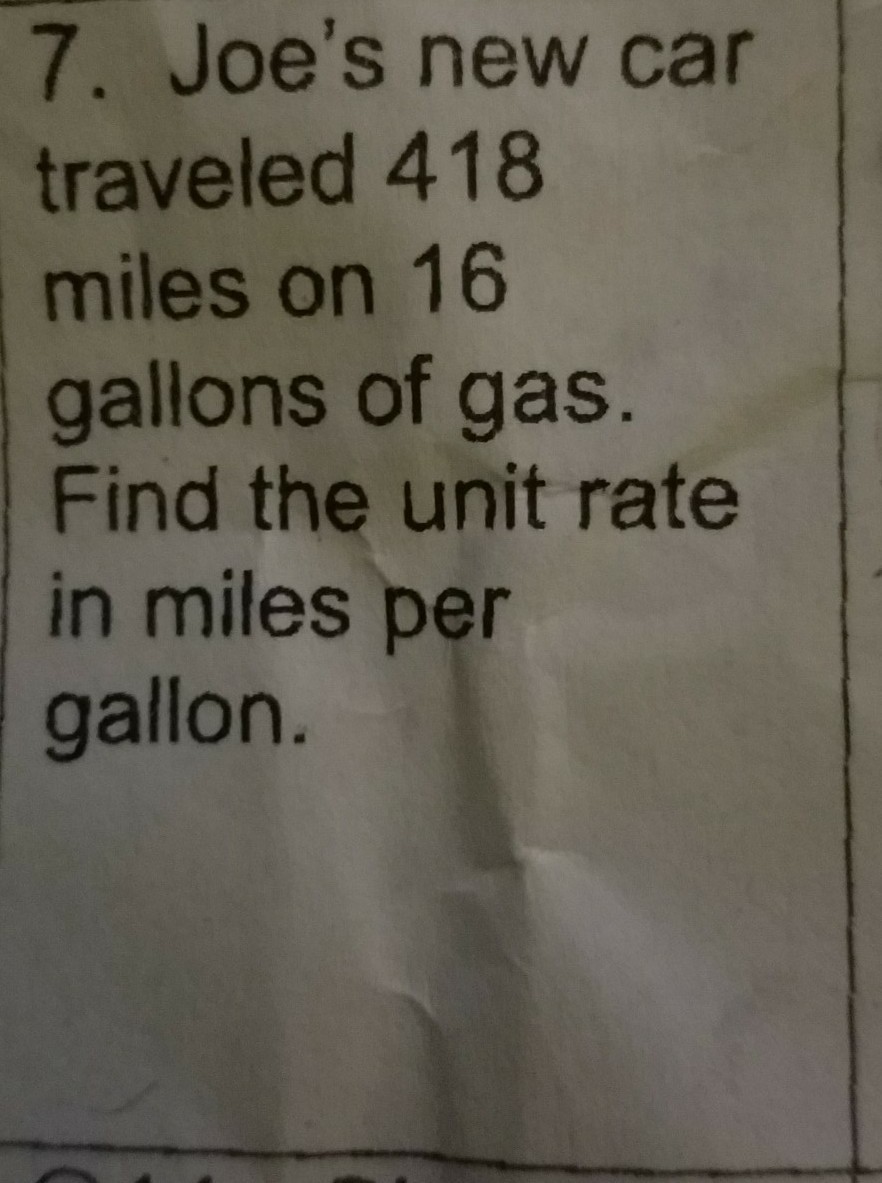 7. Joe's new car
traveled 418
miles on 16
gallons of gas.
Find the unit rate
in miles per
gallon.